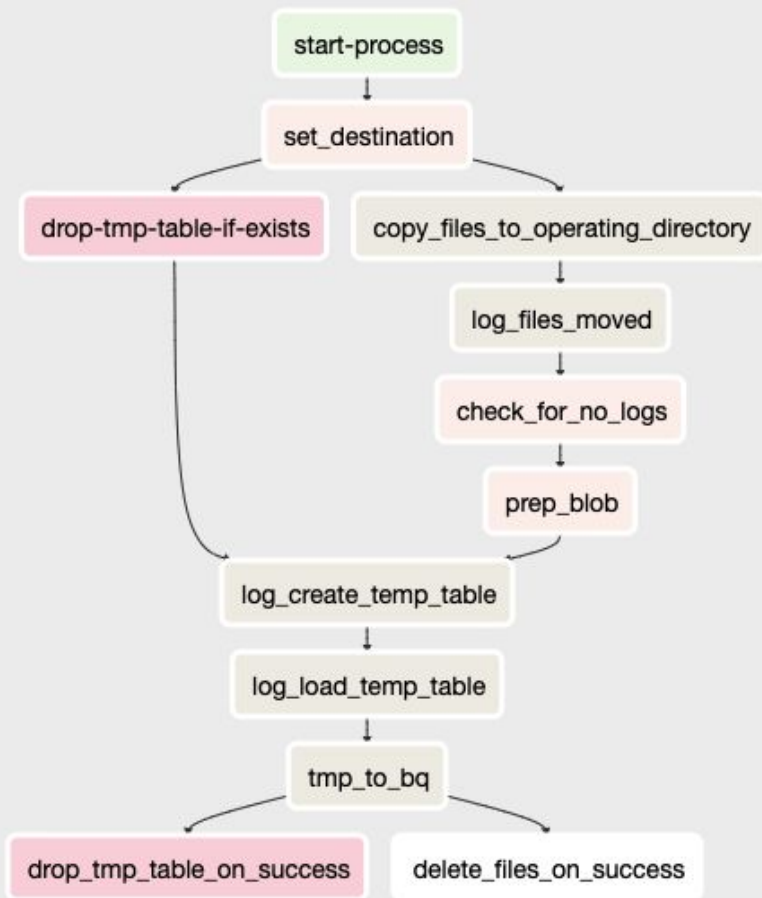 start-process
set_destination
drop-tmp-table-if-exists
copy_files_to_operating_directory
log_files_moved
check_for_no_logs
prep_blob
log_create_temp_table
log_load_temp_table
tmp_to_bq
drop_tmp_table_on_success
delete_files_on_success